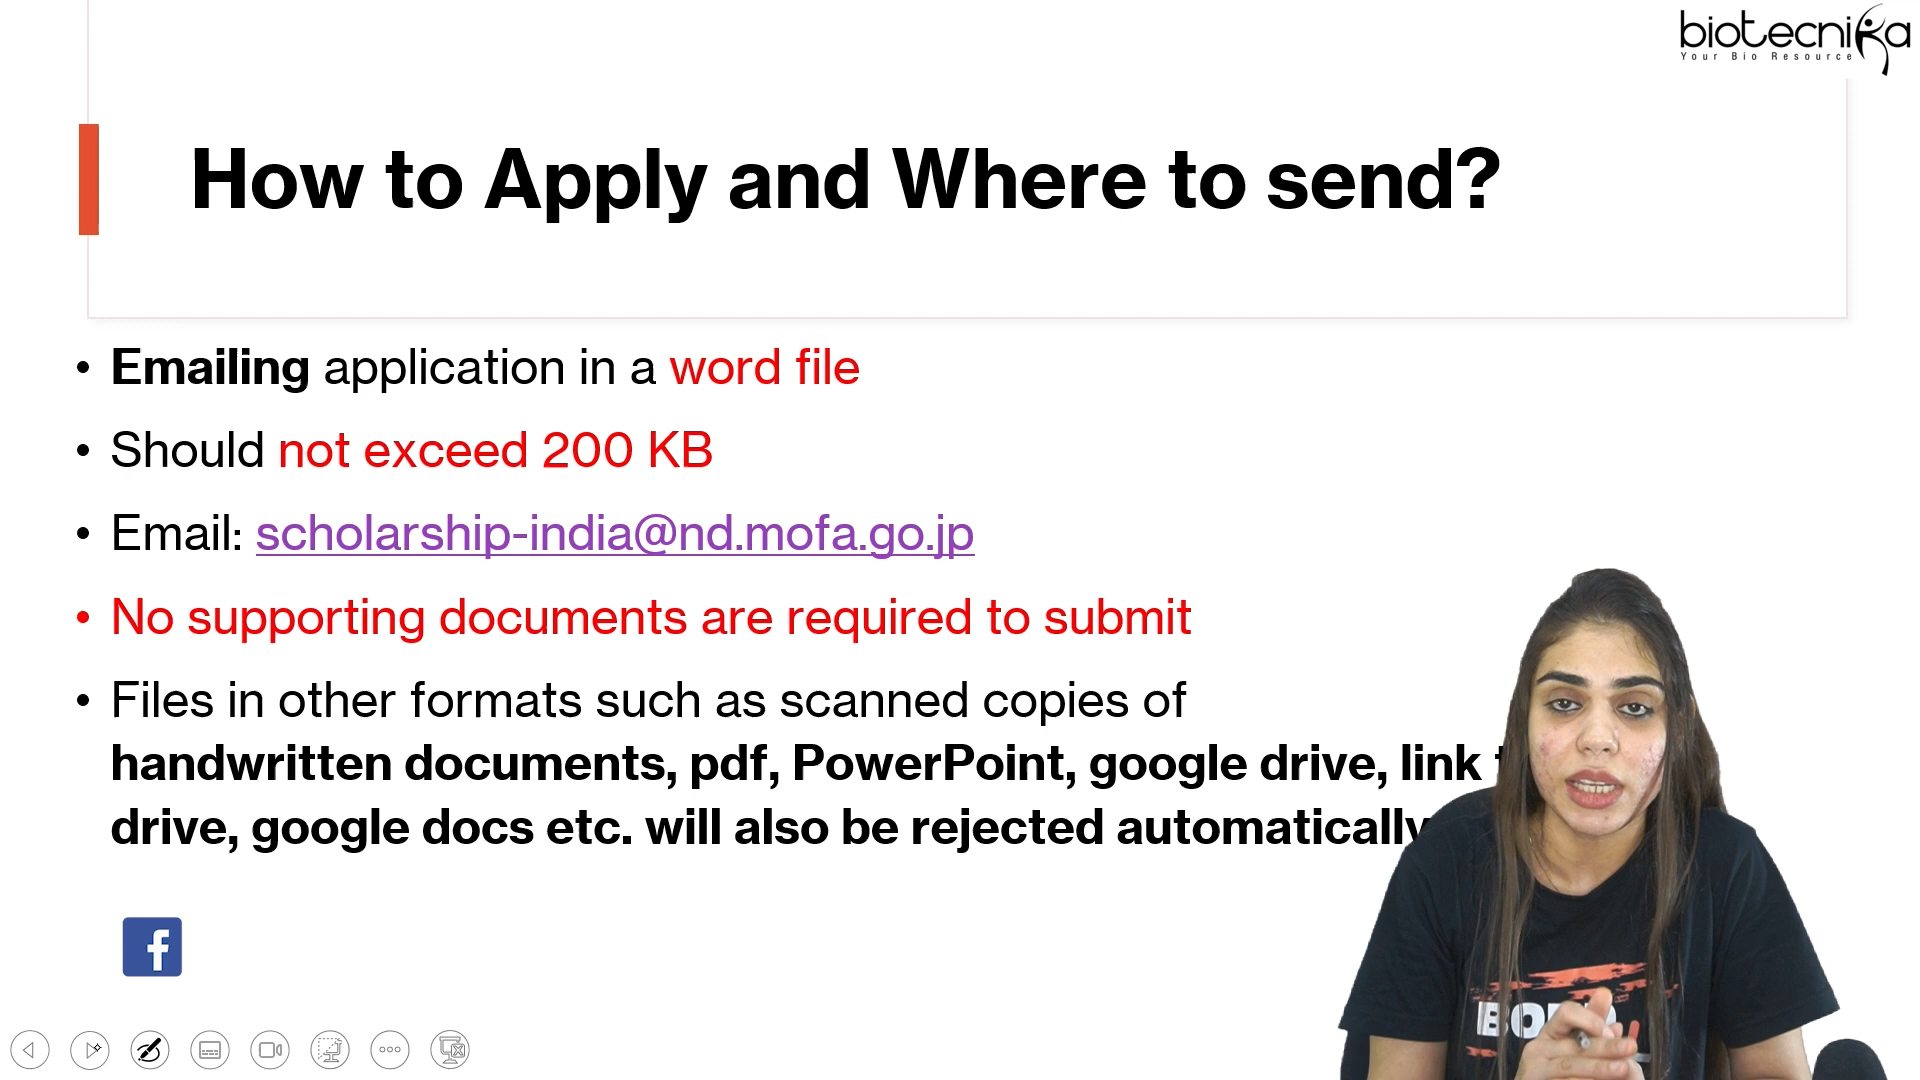 biotecnika
Your Bio Resource
How to Apply and Where to send?
• Emailing application in a word file
• Should not exceed 200 KB
• Email: scholarship-india@nd.mofa.go.jp
• No supporting documents are required to submit
• Files in other formats such as scanned copies of
handwritten documents, pdf, PowerPoint, google drive, link
drive, google docs etc. will also be rejected automatically